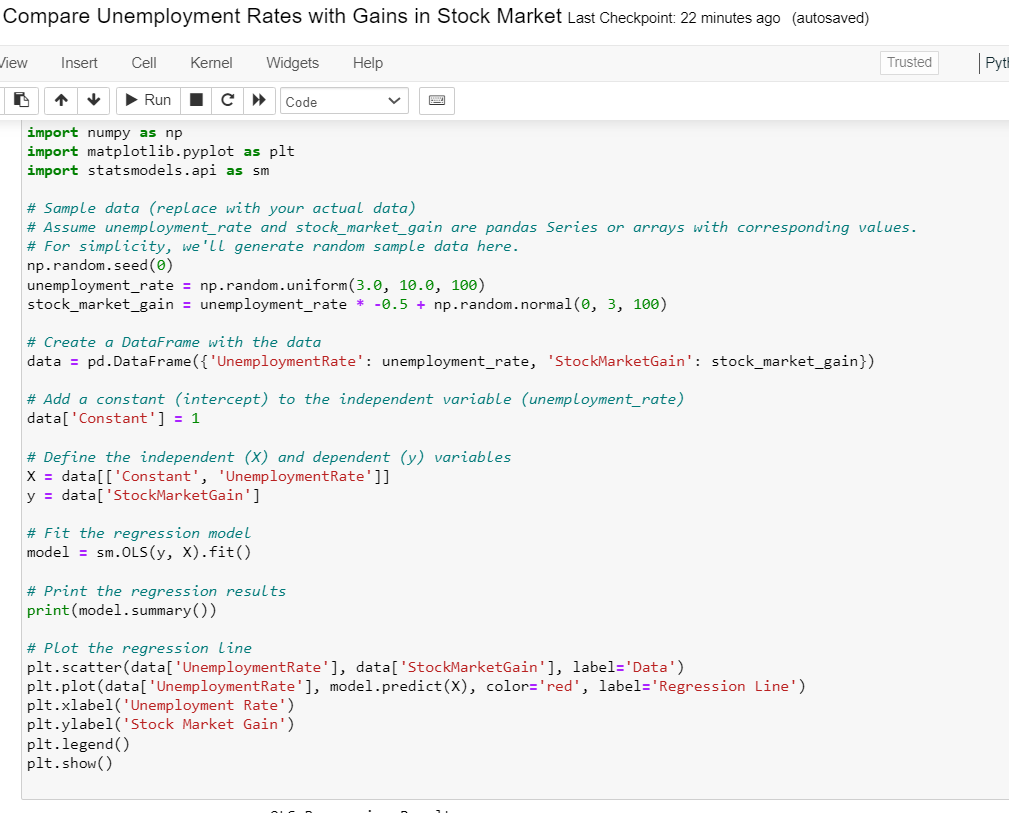 Compare Unemployment Rates with Gains in Stock Market Last Checkpoint: 22 minutes ago (autosaved)
View Insert Cell Kernel Widgets Help Trusted
Run Code
import numpy as np
import matplotlib.pyplot as plt
import statsmodels.api as sm
# Sample data (replace with your actual data)
# Assume unemployment_rate and stock_market_gain are pandas Series or arrays with corresponding values.
# For simplicity, we'll generate random sample data here.
np.random.seed(0)
unemployment_rate = np.random.uniform(3.0, 10.0, 100)
stock_market_gain = unemployment_rate * -0.5 + np.random.normal(0, 3, 100)
# Create a DataFrame with the data
data = pd.DataFrame({'UnemploymentRate': unemployment_rate, 'StockMarketGain': stock_market_gain})
# Add a constant (intercept) to the independent variable (unemployment_rate)
data['Constant'] = 1
# Define the independent (X) and dependent (y) variables
X = data[['Constant', 'UnemploymentRate']]
y = data['StockMarketGain']
# Fit the regression model
model = sm.OLS(y, X).fit()
# Print the regression results
print(model.summary())
# Plot the regression line
plt.scatter(data['UnemploymentRate'], data['StockMarketGain'], label='Data')
plt.plot(data['UnemploymentRate'], model.predict(X), color='red', label='Regression Line')
plt.xlabel('Unemployment Rate')
plt.ylabel('Stock Market Gain')
plt.legend()
plt.show()